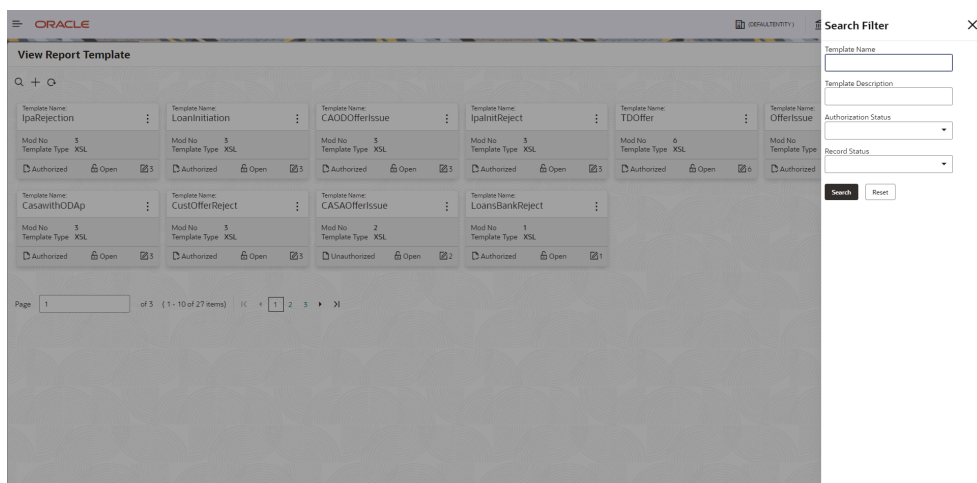 ORACLE
(DEFAULTENTITY)
View Report Template
Template Name:
IpaRejection
Mod No 3
Template Type XSL
Authorized Open 3
Template Name:
LoanInitiation
Mod No 3
Template Type XSL
Authorized Open 3
Template Name:
CAODOfferIssue
Mod No 3
Template Type XSL
Authorized Open 3
Template Name:
IpaInitReject
Mod No 3
Template Type XSL
Authorized Open 3
Template Name:
TDOffer
Mod No 6
Template Type XSL
Authorized Open 6
Template Name:
OfferIssue
Mod No
Template Type
Authorized
Template Name:
CasawithODAp
Mod No 3
Template Type XSL
Authorized Open 3
Template Name:
CustOfferReject
Mod No 3
Template Type XSL
Authorized Open 3
Template Name:
CASAOfferIssue
Mod No 2
Template Type XSL
Unauthorized Open 2
Template Name:
LoansBankReject
Mod No 1
Template Type XSL
Authorized Open 1
Page 1 of 3 (1 - 10 of 27 items) 1 2 3
Search Filter
Template Name
Template Description
Authorization Status
Record Status
Search Reset